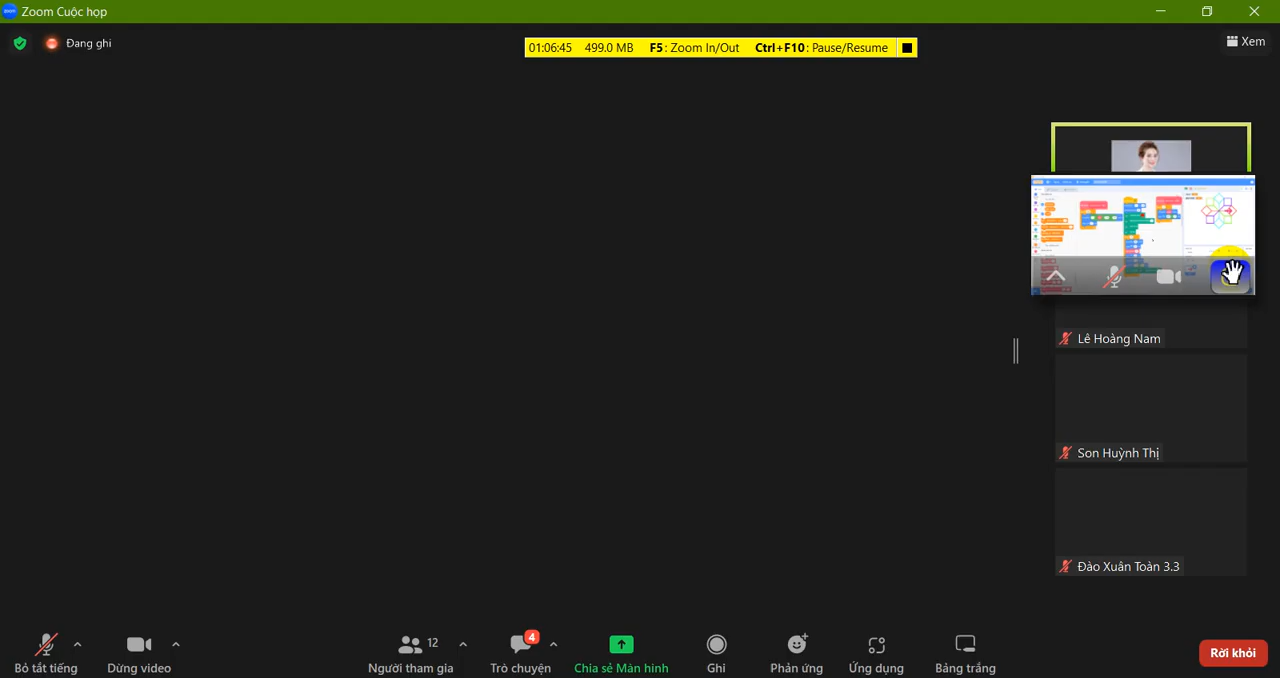 zoom Zoom Cuộc họp
Đang ghi
01:06:45 499.0 MB F5: Zoom In/Out Ctrl+F10: Pause/Resume
Xem
Lê Hoàng Nam
Son Huỳnh Thị
Đào Xuân Toàn 3.3
12
4
Bỏ tắt tiếng
Dừng video
Người tham gia
Trò chuyện
Chia sẻ Màn hình
Ghi
Phản ứng
Ứng dụng
Bảng trắng
Rời khỏi